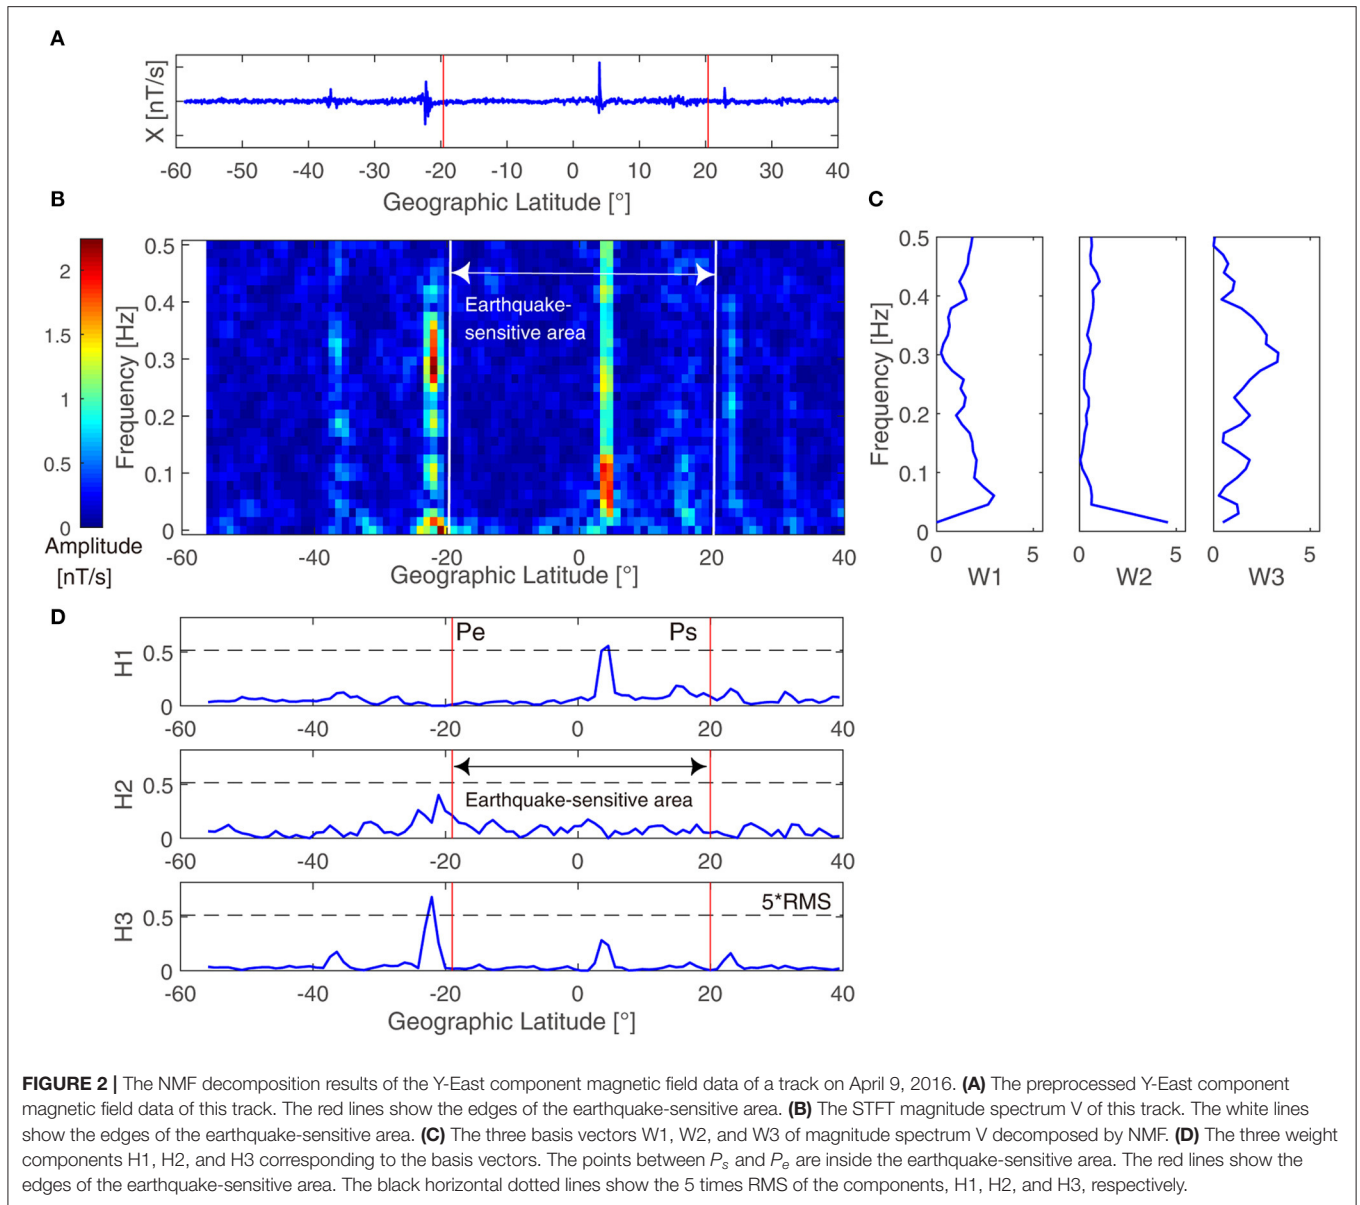 A
X [nT/s]
-60 -50 -40 -30 -20 -10 0 10 20 30 40
Geographic Latitude [°]
B
2
1.5
1
0.5
0
Amplitude
[nT/s]
Frequency [Hz]
0.5
0.4
0.3
0.2
0.1
0
Earthquake-
sensitive area
-60 -40 -20 0 20 40
Geographic Latitude [°]
C
Frequency [Hz]
0.5
0.4
0.3
0.2
0.1
0
0 5 0 5 0 5
W1 W2 W3
D
Pe Ps
H1
0.5
0
-60 -40 -20 0 20 40
H2
0.5
0
Earthquake-sensitive area
-60 -40 -20 0 20 40
5*RMS
H3
0.5
0
-60 -40 -20 0 20 40
Geographic Latitude [°]
FIGURE 2 | The NMF decomposition results of the Y-East component magnetic field data of a track on April 9, 2016. (A) The preprocessed Y-East component
magnetic field data of this track. The red lines show the edges of the earthquake-sensitive area. (B) The STFT magnitude spectrum V of this track. The white lines
show the edges of the earthquake-sensitive area. (C) The three basis vectors W1, W2, and W3 of magnitude spectrum V decomposed by NMF. (D) The three weight
components H1, H2, and H3 corresponding to the basis vectors. The points between Ps and Pe are inside the earthquake-sensitive area. The red lines show the
edges of the earthquake-sensitive area. The black horizontal dotted lines show the 5 times RMS of the components, H1, H2, and H3, respectively.